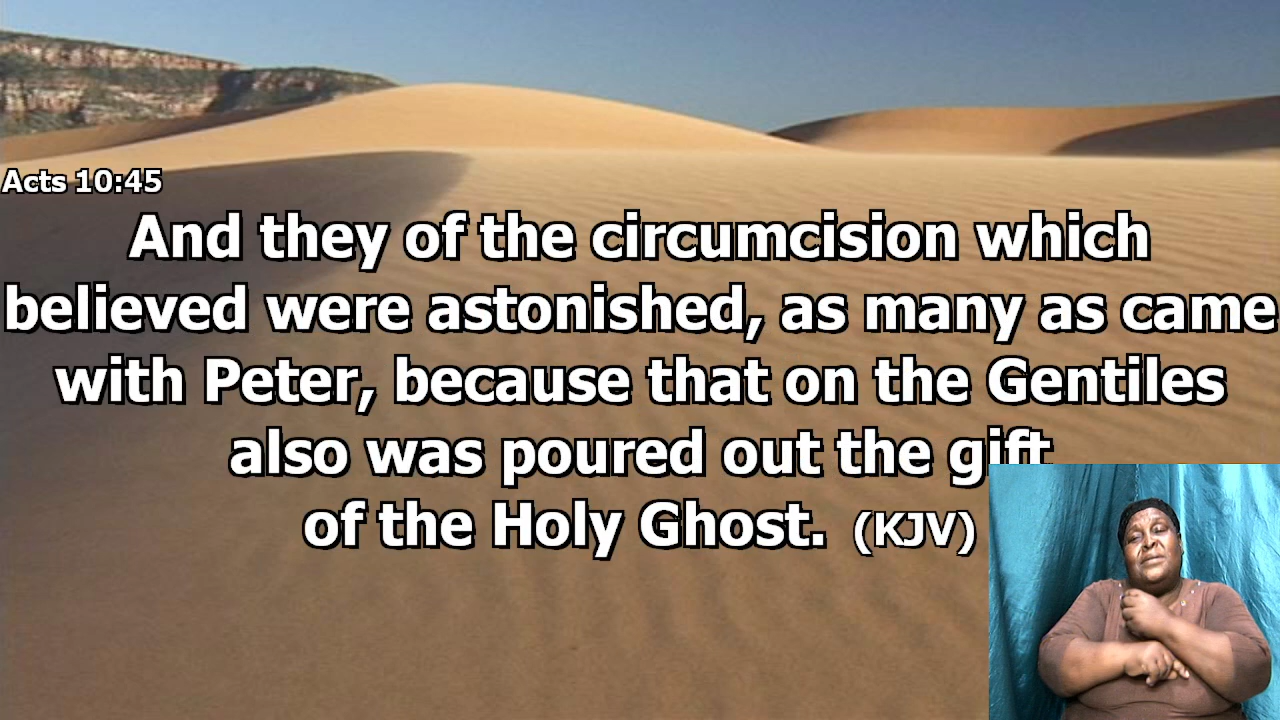 Acts 10:45
And they of the circumcision which
believed were astonished, as many as came
with Peter, because that on the Gentiles
also was poured out the gift
of the Holy Ghost. (KJV)